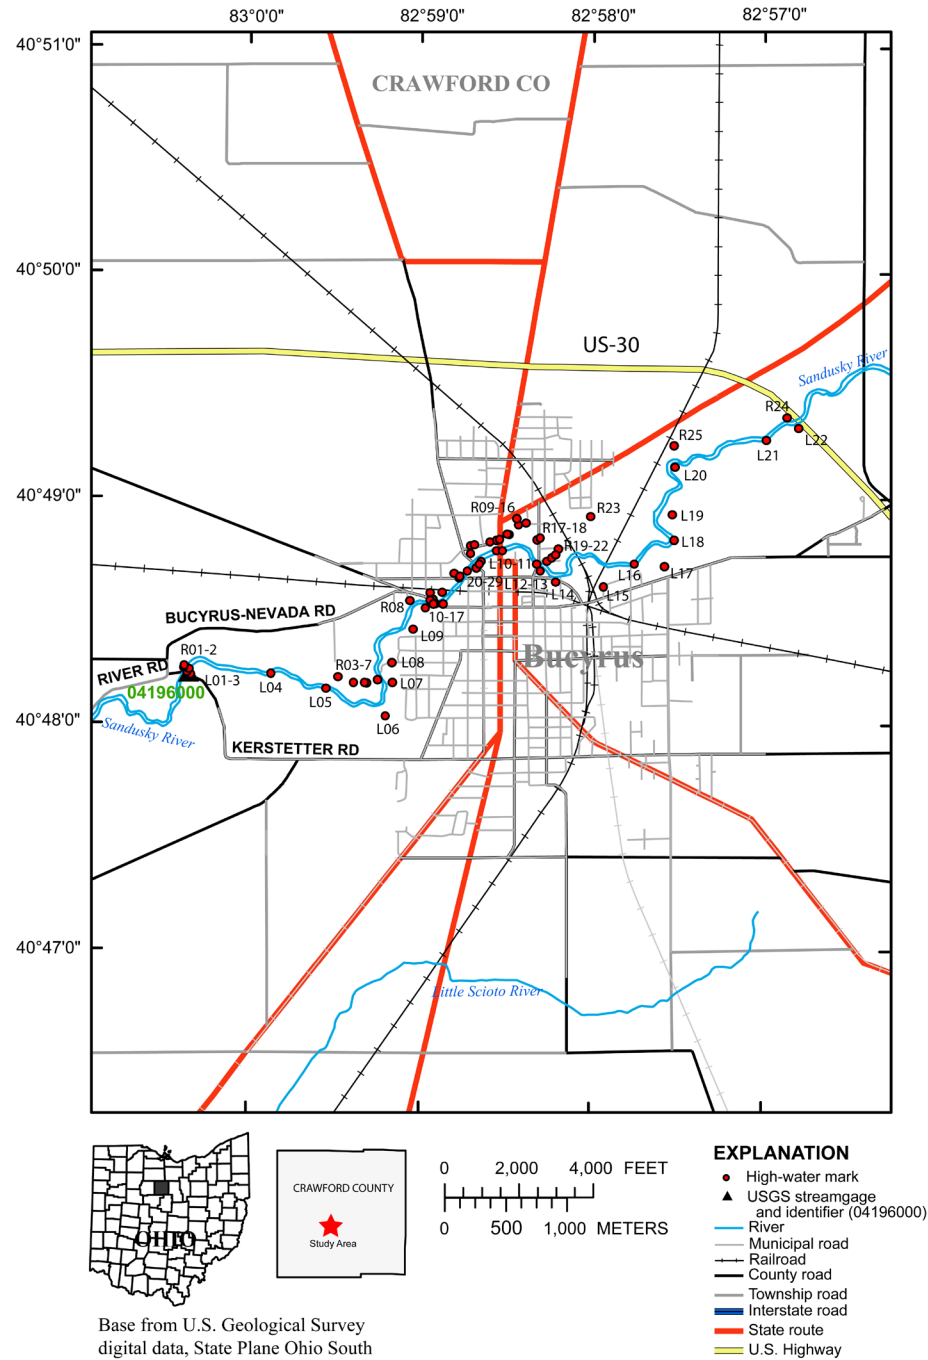 83°0'0"
82°59'0"
82°58'0"
82°57'0"
40°51'0"
CRAWFORD CO
40°50'0"
US-30
Sandusky River
R24
L22
R25
L21
L20
40°49'0"
R09-16
R23
L19
R17-18
L18
R19-22
L10-11
L16
L17
20-29
L12-13
L14
L15
R08
10-17
BUCYRUS-NEVADA RD
L09
R01-2
Bucyrus
RIVER RD
R03-7
L08
L01-3
L04
L07
04196000
L05
L06
40°48'0"
Sandusky River
KERSTETTER RD
40°47'0"
Little Scioto River
OHIO
CRAWFORD COUNTY
Study Area
0 2,000 4,000 FEET
0 500 1,000 METERS
EXPLANATION
High-water mark
USGS streamgage
and identifier (04196000)
River
Municipal road
Railroad
County road
Township road
Interstate road
State route
U.S. Highway
Base from U.S. Geological Survey
digital data, State Plane Ohio South